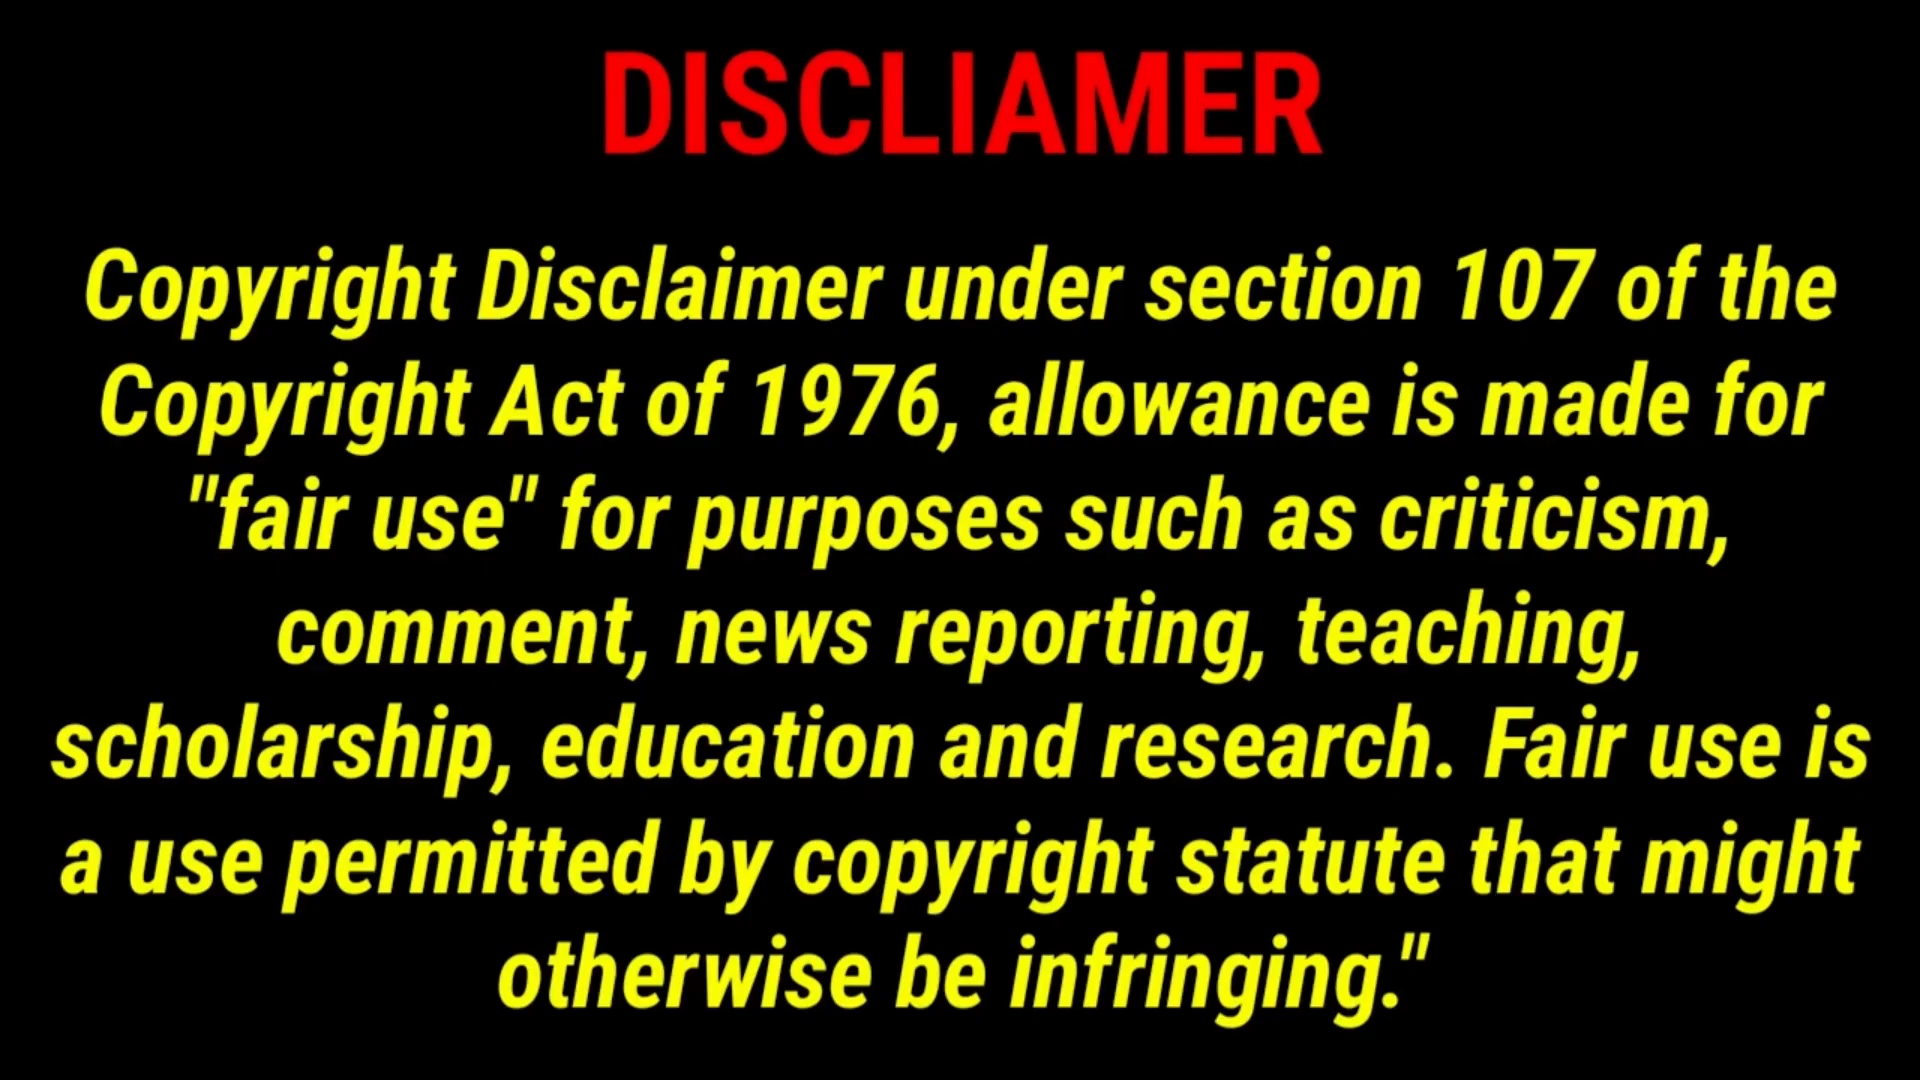 DISCLIAMER
Copyright Disclaimer under section 107 of the
Copyright Act of 1976, allowance is made for
"fair use" for purposes such as criticism,
comment, news reporting, teaching,
scholarship, education and research. Fair use is
a use permitted by copyright statute that might
otherwise be infringing."